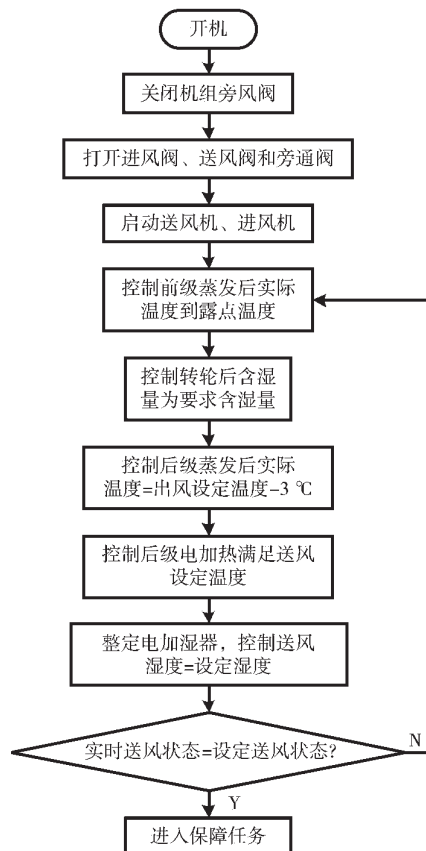 开机
关闭机组旁风阀
打开进风阀、送风阀和旁通阀
启动送风机、进风机
控制前级蒸发后实际
温度到露点温度
控制转轮后含湿
量为要求含湿量
控制后级蒸发后实际
温度=出风设定温度-3 ℃
控制后级电加热满足送风
设定温度
整定电加湿器，控制送风
湿度=设定湿度
实时送风状态=设定送风状态?
N
Y
进入保障任务